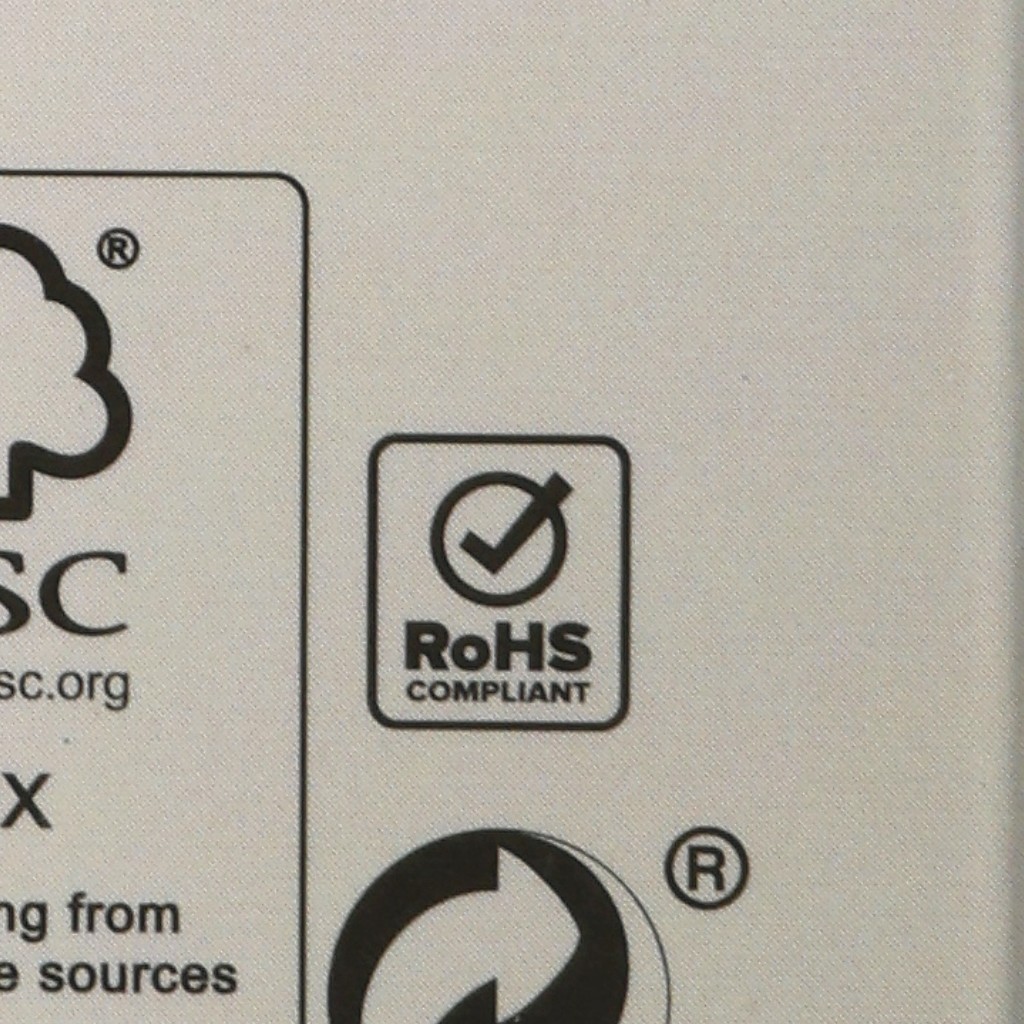 ®
SC
sc.org
X
ng from
e sources
RoHS
COMPLIANT
®